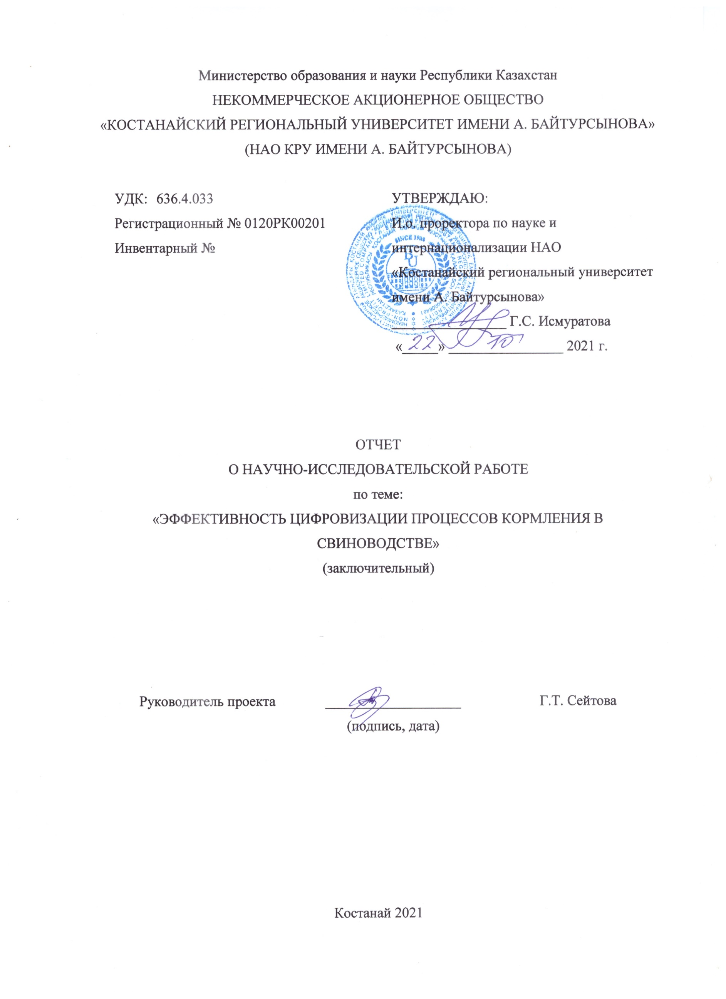 Министерство образования и науки Республики Казахстан
НЕКОММЕРЧЕСКОЕ АКЦИОНЕРНОЕ ОБЩЕСТВО
«КОСТАНАЙСКИЙ РЕГИОНАЛЬНЫЙ УНИВЕРСИТЕТ ИМЕНИ А. БАЙТУРСЫНОВА»
(НАО КРУ ИМЕНИ А. БАЙТУРСЫНОВА)
УДК: 636.4.033
Регистрационный № 0120РК00201
Инвентарный №
УТВЕРЖДАЮ:
И.о. проректора по науке и
интернационализации НАО
«Костанайский региональный университет
имени А. Байтурсынова»
Г.С. Исмуратова
«22» 10 2021 г.
SINCE 1939
BU
ОТЧЕТ
О НАУЧНО-ИССЛЕДОВАТЕЛЬСКОЙ РАБОТЕ
по теме:
«ЭФФЕКТИВНОСТЬ ЦИФРОВИЗАЦИИ ПРОЦЕССОВ КОРМЛЕНИЯ В
СВИНОВОДСТВЕ»
(заключительный)
Руководитель проекта Г.Т. Сейтова
(подпись, дата)
Костанай 2021